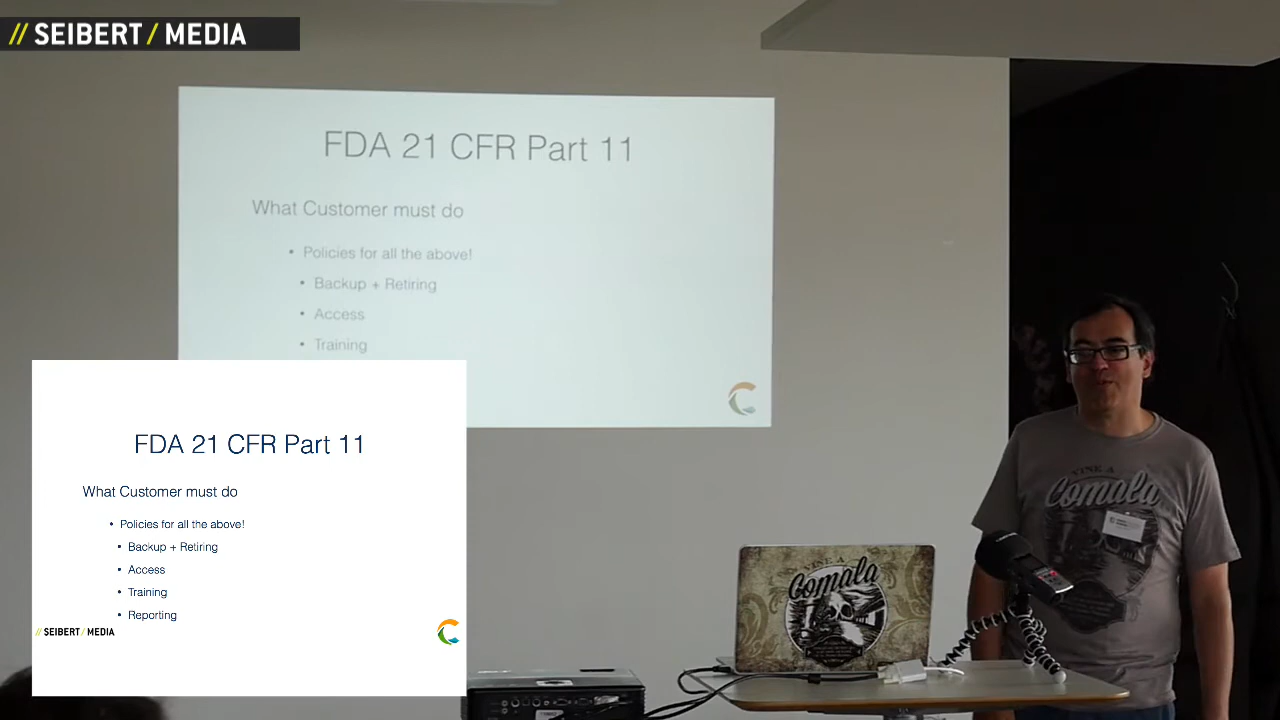 // SEIBERT / MEDIA
FDA 21 CFR Part 11
What Customer must do
• Policies for all the above!
• Backup + Retiring
• Access
• Training
FDA 21 CFR Part 11
What Customer must do
• Policies for all the above!
• Backup + Retiring
• Access
• Training
• Reporting
// SEIBERT / MEDIA
VINE A
Comala
VINE A
Comala